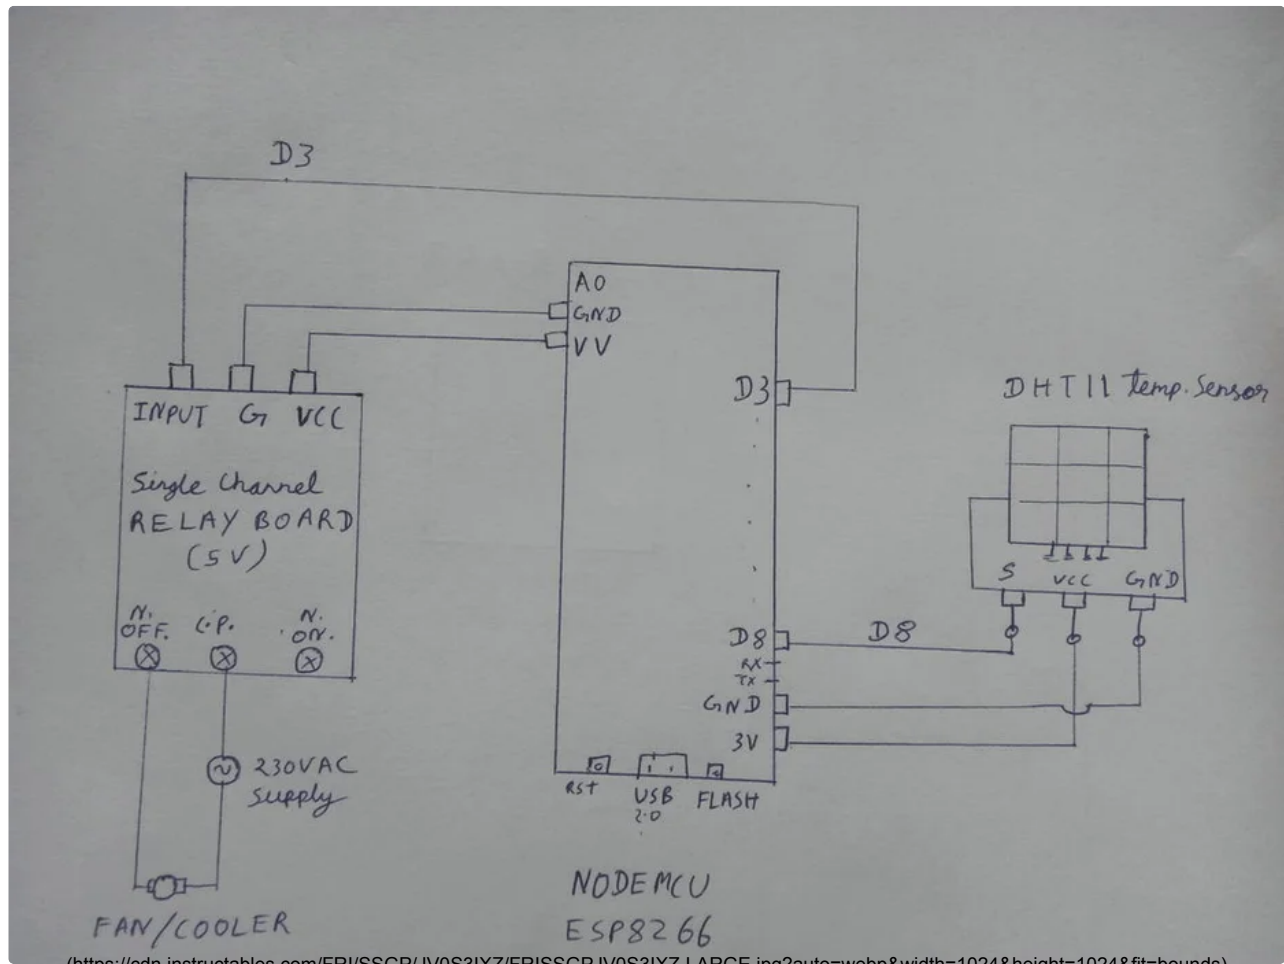 D3
A0
GND
VV
D3
DHT11 Temp. Sensor
INPUT G VCC
Single Channel
RELAY BOARD
(5V)
S VCC GND
N. OFF. C.P. N. ON.
D8 D8
RX
TX
GND
3V
230VAC
Supply
RST USB 2.0 FLASH
FAN/COOLER
NODEMCU
ESP8266